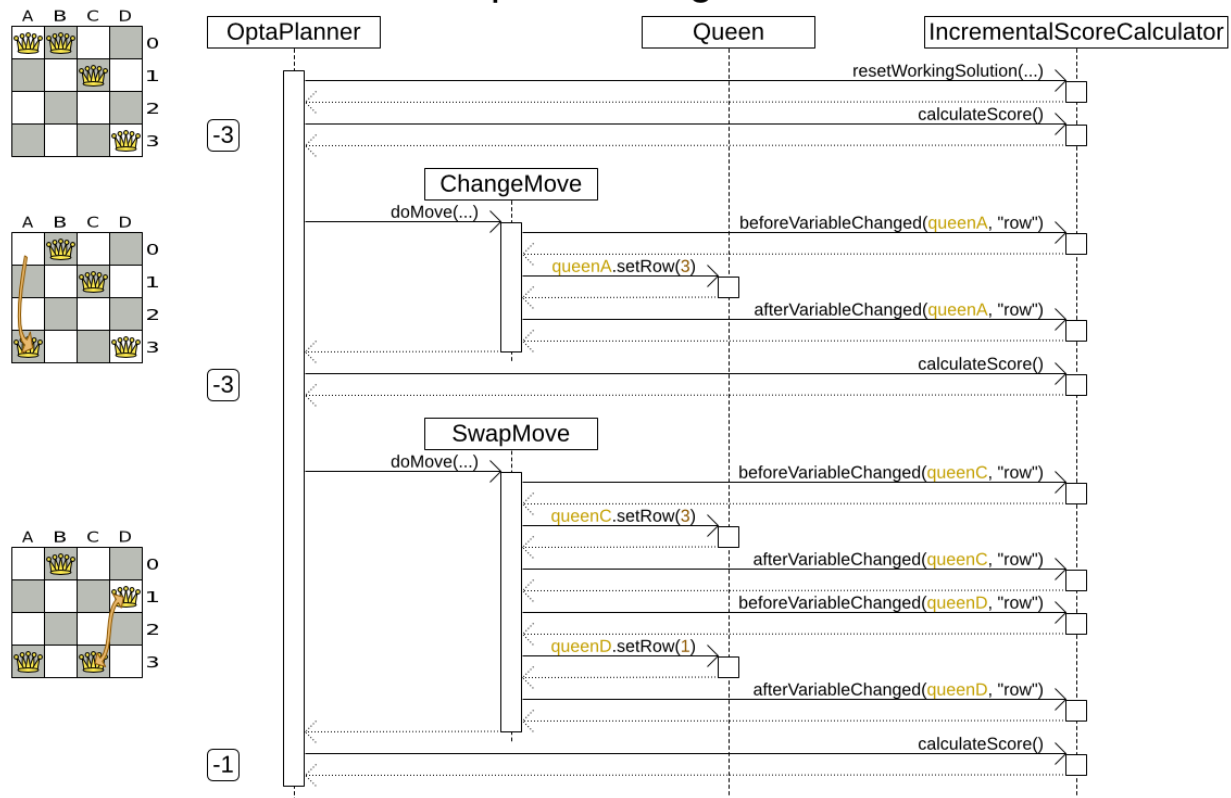 OptaPlanner Queen IncrementalScoreCalculator
A B C D
0
1
2
3
resetWorkingSolution(...)
calculateScore()
-3
ChangeMove
doMove(...)
A B C D
0
1
2
3
beforeVariableChanged(queenA, "row")
queenA.setRow(3)
afterVariableChanged(queenA, "row")
calculateScore()
-3
SwapMove
doMove(...)
beforeVariableChanged(queenC, "row")
queenC.setRow(3)
A B C D
0
1
2
3
afterVariableChanged(queenC, "row")
beforeVariableChanged(queenD, "row")
queenD.setRow(1)
afterVariableChanged(queenD, "row")
calculateScore()
-1